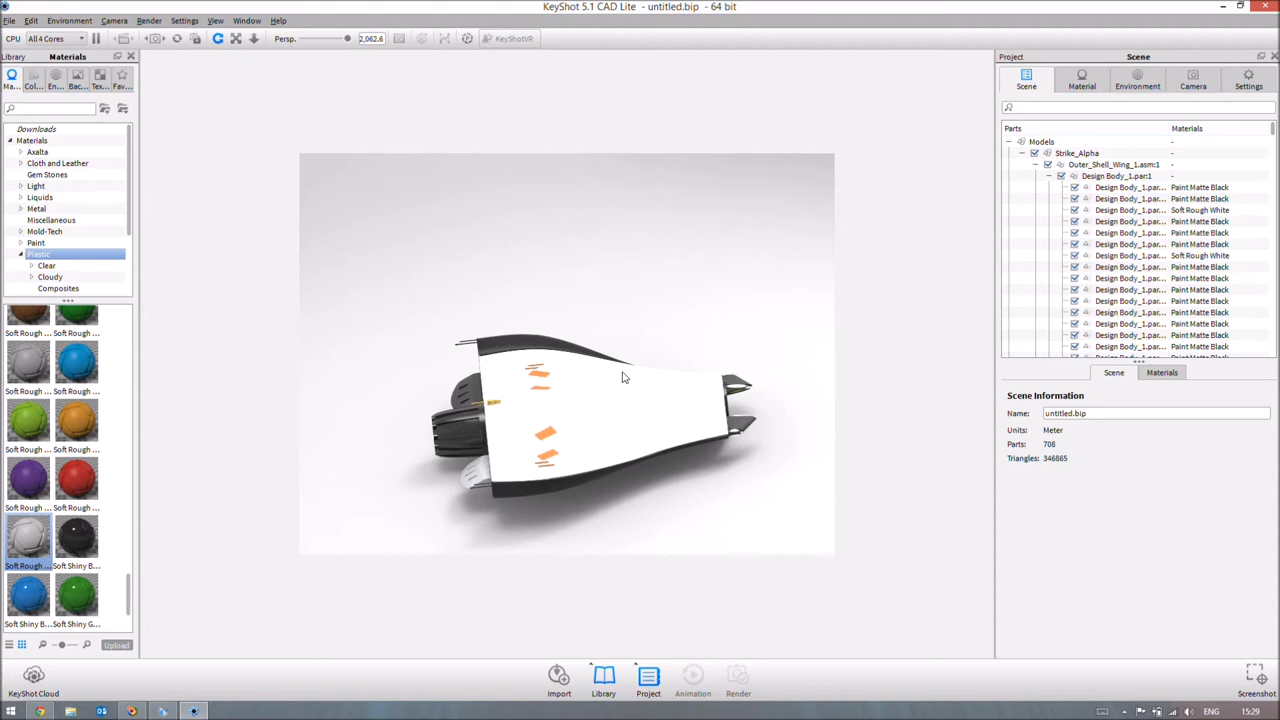 KeyShot 5.1 CAD Lite - untitled.bip - 64 bit
File Edit Environment Camera Render Settings View Window Help
CPU All 4 Cores Persp. 2,062.6 KeyShotVR
Library Materials
Ma... Col... En... Bac... Tex... Fav...
Downloads
Materials
Axalta
Cloth and Leather
Gem Stones
Light
Liquids
Metal
Miscellaneous
Mold-Tech
Paint
Plastic
Clear
Cloudy
Composites
Soft Rough ... Soft Rough ...
Soft Rough ... Soft Rough ...
Soft Rough ... Soft Rough ...
Soft Rough ... Soft Rough ...
Soft Rough ... Soft Shiny B...
Soft Shiny B... Soft Shiny G...
Upload
KeyShot Cloud
Import Library Project Animation Render
Project Scene
Scene Material Environment Camera Settings
Parts Materials
Models -
Strike_Alpha -
Outer_Shell_Wing_1.asm:1 -
Design Body_1.par:1 -
Design Body_1.par... Paint Matte Black
Design Body_1.par... Paint Matte Black
Design Body_1.par... Soft Rough White
Design Body_1.par... Paint Matte Black
Design Body_1.par... Paint Matte Black
Design Body_1.par... Paint Matte Black
Design Body_1.par... Soft Rough White
Design Body_1.par... Paint Matte Black
Design Body_1.par... Paint Matte Black
Design Body_1.par... Paint Matte Black
Design Body_1.par... Paint Matte Black
Design Body_1.par... Paint Matte Black
Design Body_1.par... Paint Matte Black
Design Body_1.par... Paint Matte Black
Design Body_1.par... Paint Matte Black
Scene Materials
Scene Information
Name: untitled.bip
Units: Meter
Parts: 708
Triangles: 346865
Screenshot
ENG 15:29